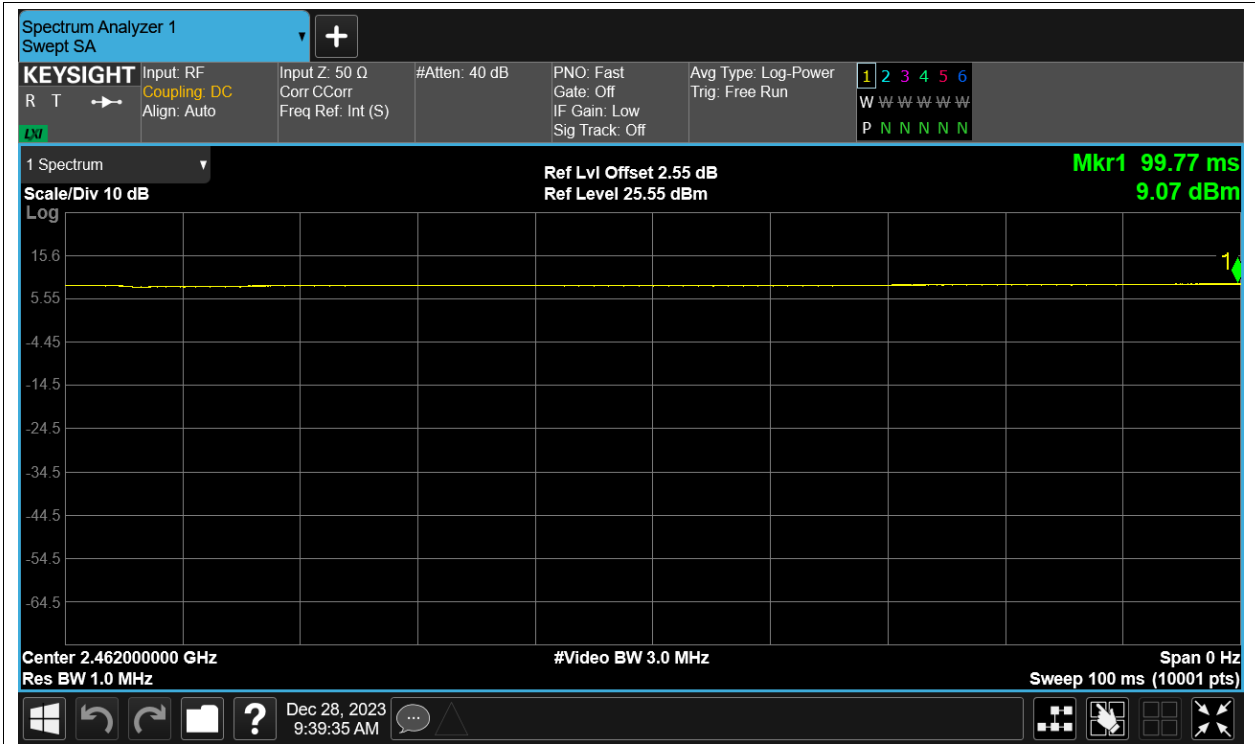 Spectrum Analyzer 1
Swept SA
KEYSIGHT
R T
LXI
Input: RF
Coupling: DC
Align: Auto
Input Z: 50 Ω
Corr CCorr
Freq Ref: Int (S)
#Atten: 40 dB
PNO: Fast
Gate: Off
IF Gain: Low
Sig Track: Off
Avg Type: Log-Power
Trig: Free Run
1 2 3 4 5 6
W W W W W W
P N N N N N
1 Spectrum
Scale/Div 10 dB
Ref Lvl Offset 2.55 dB
Ref Level 25.55 dBm
Mkr1 99.77 ms
9.07 dBm
Log
15.6
5.55
-4.45
-14.5
-24.5
-34.5
-44.5
-54.5
-64.5
1
Center 2.462000000 GHz
Res BW 1.0 MHz
#Video BW 3.0 MHz
Span 0 Hz
Sweep 100 ms (10001 pts)
?
Dec 28, 2023
9:39:35 AM